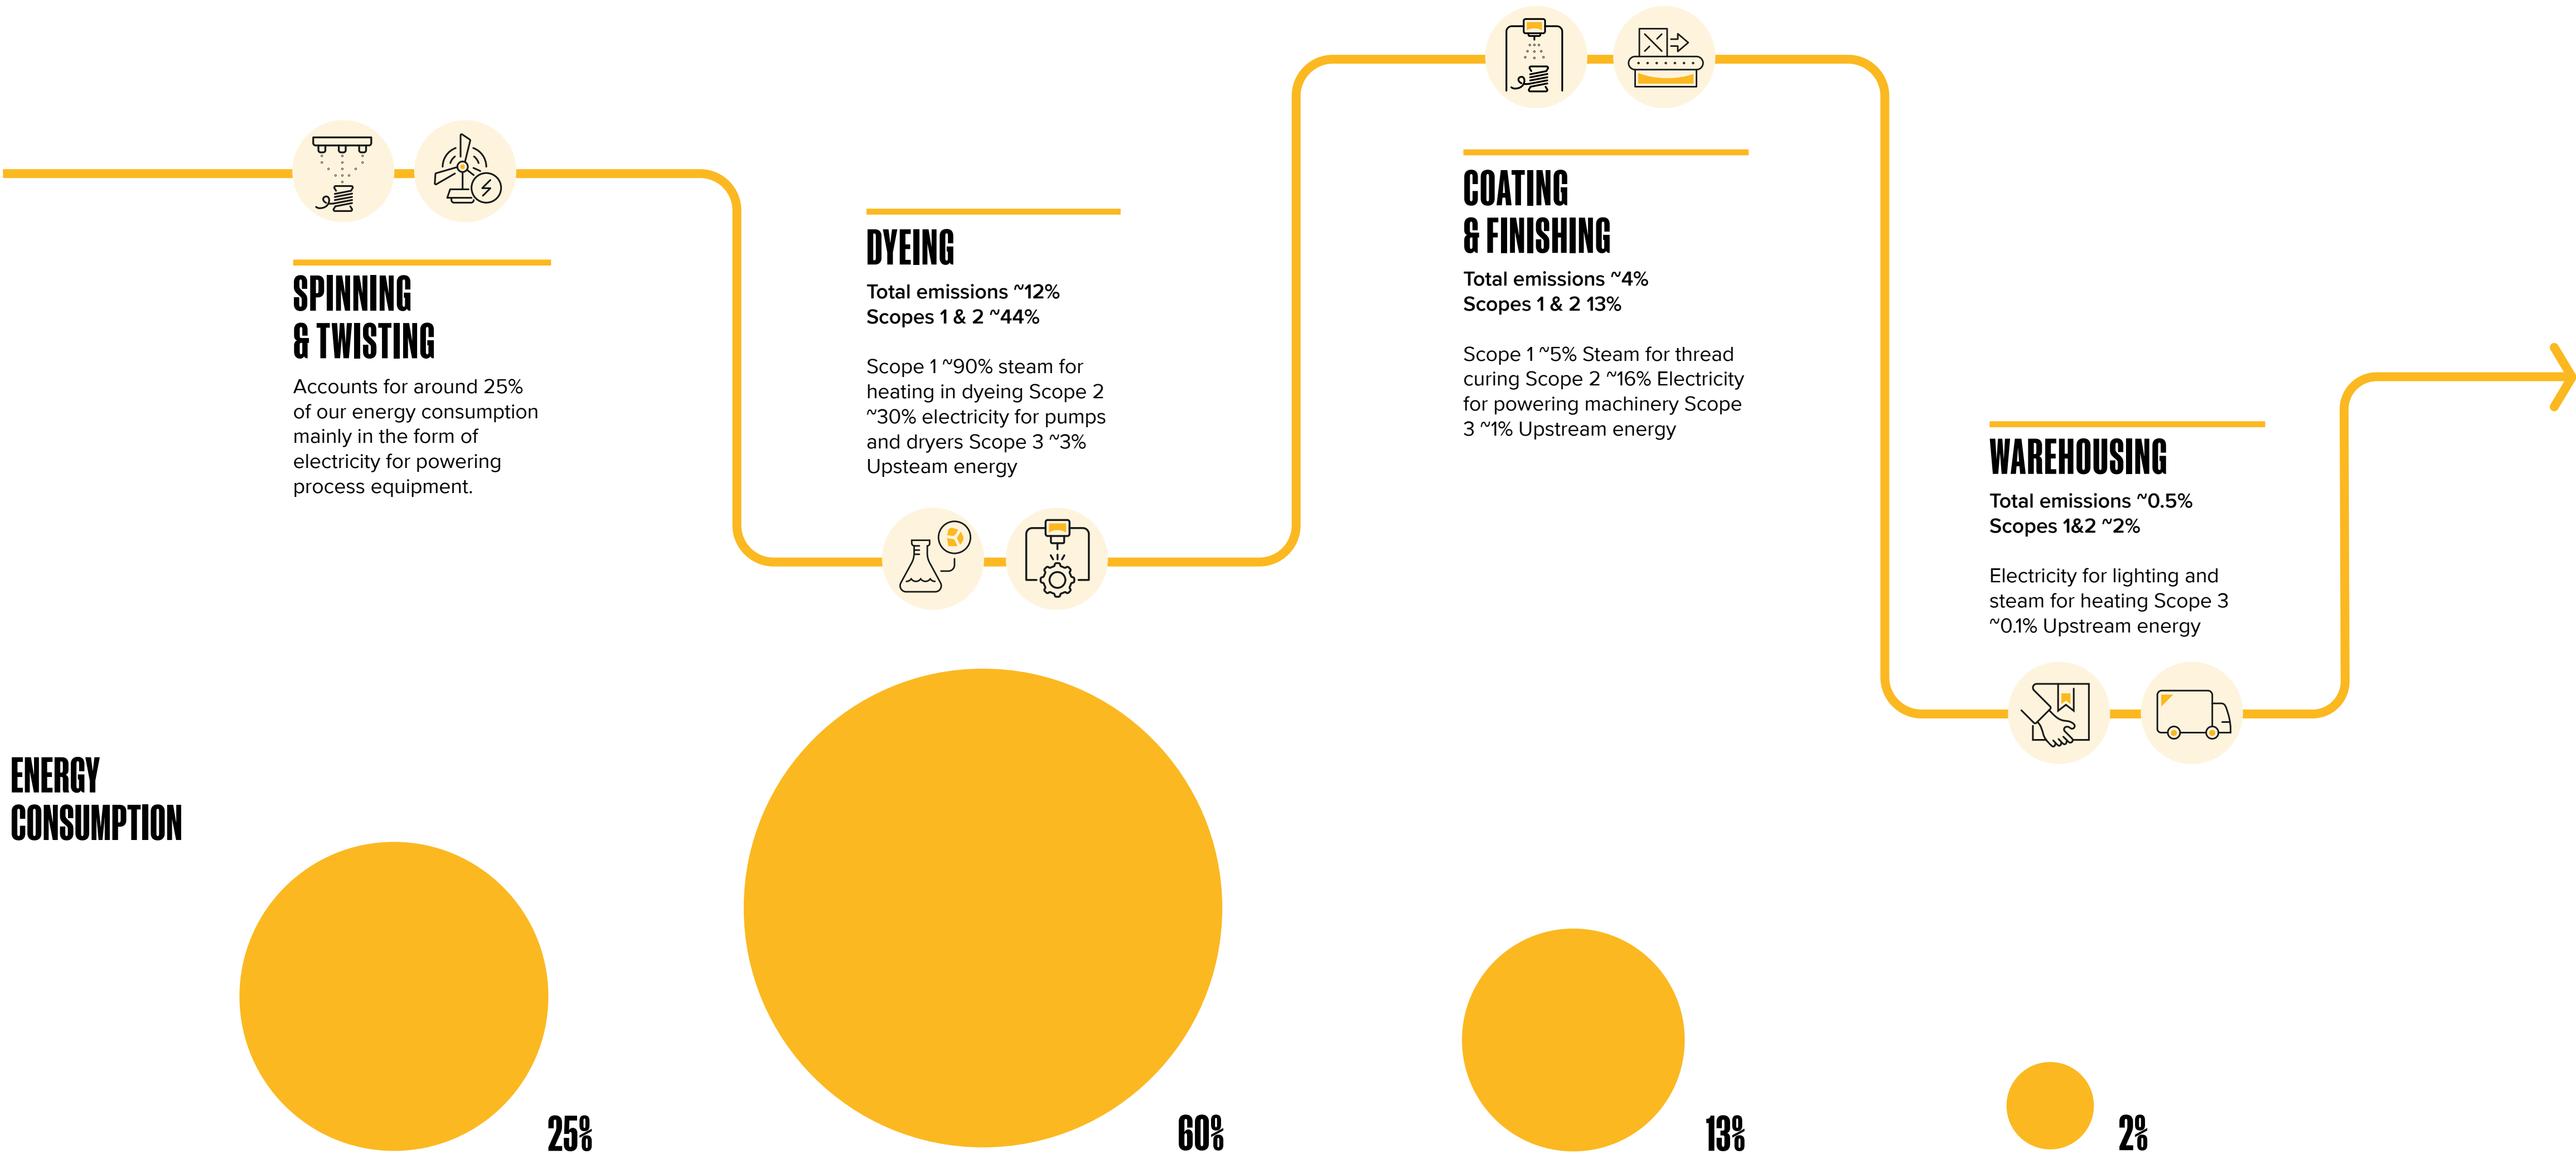 SPINNING
& TWISTING
Accounts for around 25%
of our energy consumption
mainly in the form of
electricity for powering
process equipment.
DYEING
Total emissions ~12%
Scopes 1 & 2 ~44%
Scope 1 ~90% steam for
heating in dyeing Scope 2
~30% electricity for pumps
and dryers Scope 3 ~3%
Upsteam energy
COATING
& FINISHING
Total emissions ~4%
Scopes 1 & 2 13%
Scope 1 ~5% Steam for thread
curing Scope 2 ~16% Electricity
for powering machinery Scope
3 ~1% Upstream energy
WAREHOUSING
Total emissions ~0.5%
Scopes 1&2 ~2%
Electricity for lighting and
steam for heating Scope 3
~0.1% Upstream energy
ENERGY
CONSUMPTION
25%
60%
13%
2%